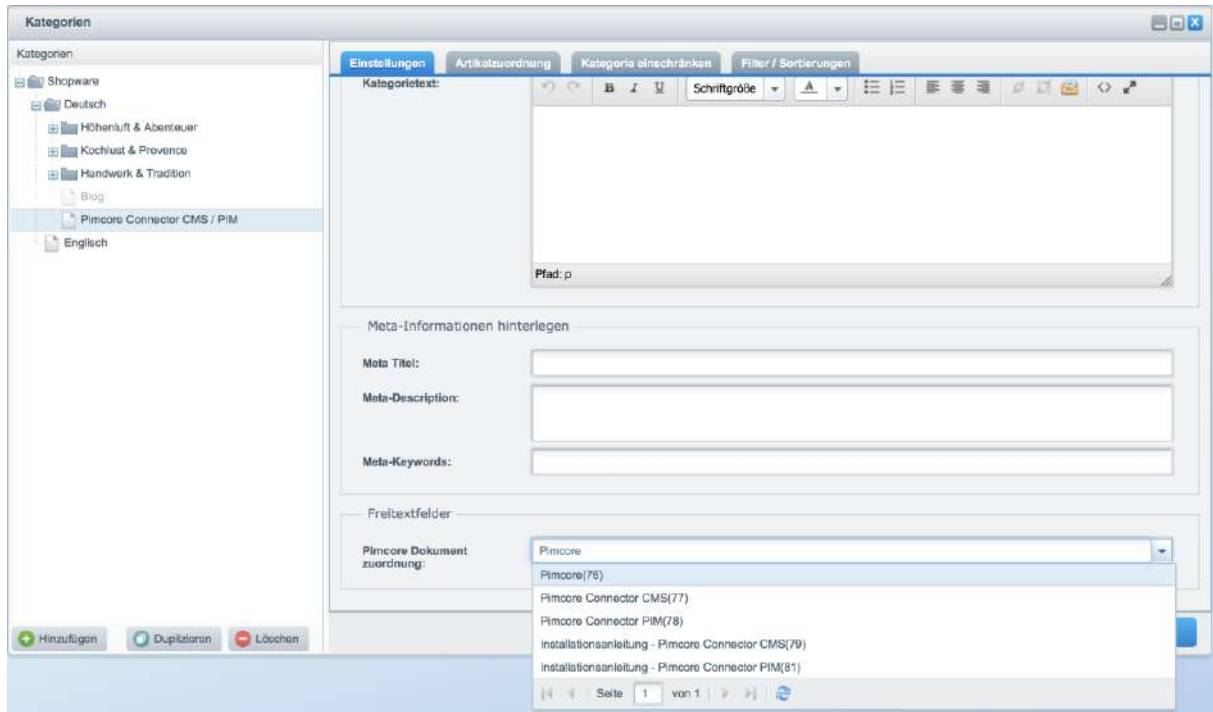 Kategorien
Kategorien
Shopware
Deutsch
Höhenluft & Abenteuer
Kochlust & Provence
Handwerk & Tradition
Blog
Pimcore Connector CMS / PIM
Englisch
Hinzufügen
Duplizieren
Löschen
Einstellungen
Artikelzuordnung
Kategorie einschränken
Filter / Sortierungen
Kategorietext:
B I U
Schriftgröße
A
Pfad: p
Meta-Informationen hinterlegen
Meta Titel:
Meta-Description:
Meta-Keywords:
Freitextfelder
Pimcore Dokument
zuordnung:
Pimcore
Pimcore(76)
Pimcore Connector CMS(77)
Pimcore Connector PIM(78)
Installationsanleitung - Pimcore Connector CMS(79)
Installationsanleitung - Pimcore Connector PIM(81)
Seite 1 von 1